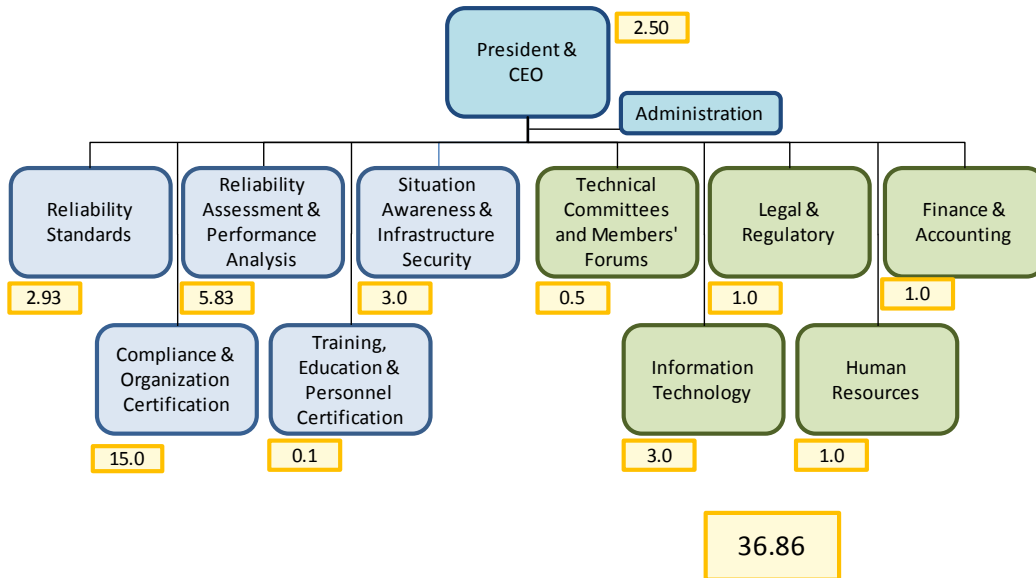 President &
CEO
2.50
Administration
Reliability
Standards
2.93
Reliability
Assessment &
Performance
Analysis
5.83
Situation
Awareness &
Infrastructure
Security
3.0
Technical
Committees
and Members'
Forums
0.5
Legal &
Regulatory
1.0
Finance &
Accounting
1.0
Compliance &
Organization
Certification
15.0
Training,
Education &
Personnel
Certification
0.1
Information
Technology
3.0
Human
Resources
1.0
36.86